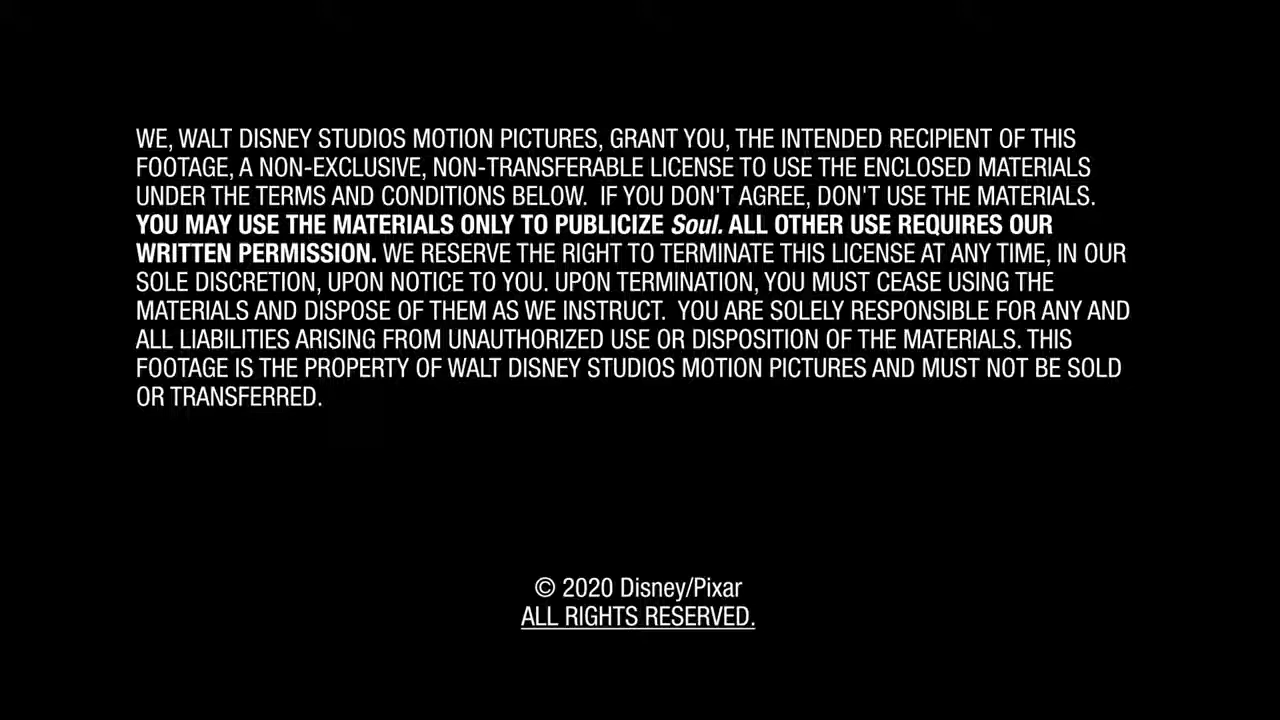 WE, WALT DISNEY STUDIOS MOTION PICTURES, GRANT YOU, THE INTENDED RECIPIENT OF THIS
FOOTAGE, A NON-EXCLUSIVE, NON-TRANSFERABLE LICENSE TO USE THE ENCLOSED MATERIALS
UNDER THE TERMS AND CONDITIONS BELOW.  IF YOU DON'T AGREE, DON'T USE THE MATERIALS.
YOU MAY USE THE MATERIALS ONLY TO PUBLICIZE Soul. ALL OTHER USE REQUIRES OUR
WRITTEN PERMISSION. WE RESERVE THE RIGHT TO TERMINATE THIS LICENSE AT ANY TIME, IN OUR
SOLE DISCRETION, UPON NOTICE TO YOU. UPON TERMINATION, YOU MUST CEASE USING THE
MATERIALS AND DISPOSE OF THEM AS WE INSTRUCT.  YOU ARE SOLELY RESPONSIBLE FOR ANY AND
ALL LIABILITIES ARISING FROM UNAUTHORIZED USE OR DISPOSITION OF THE MATERIALS. THIS
FOOTAGE IS THE PROPERTY OF WALT DISNEY STUDIOS MOTION PICTURES AND MUST NOT BE SOLD
OR TRANSFERRED.
© 2020 Disney/Pixar
ALL RIGHTS RESERVED.